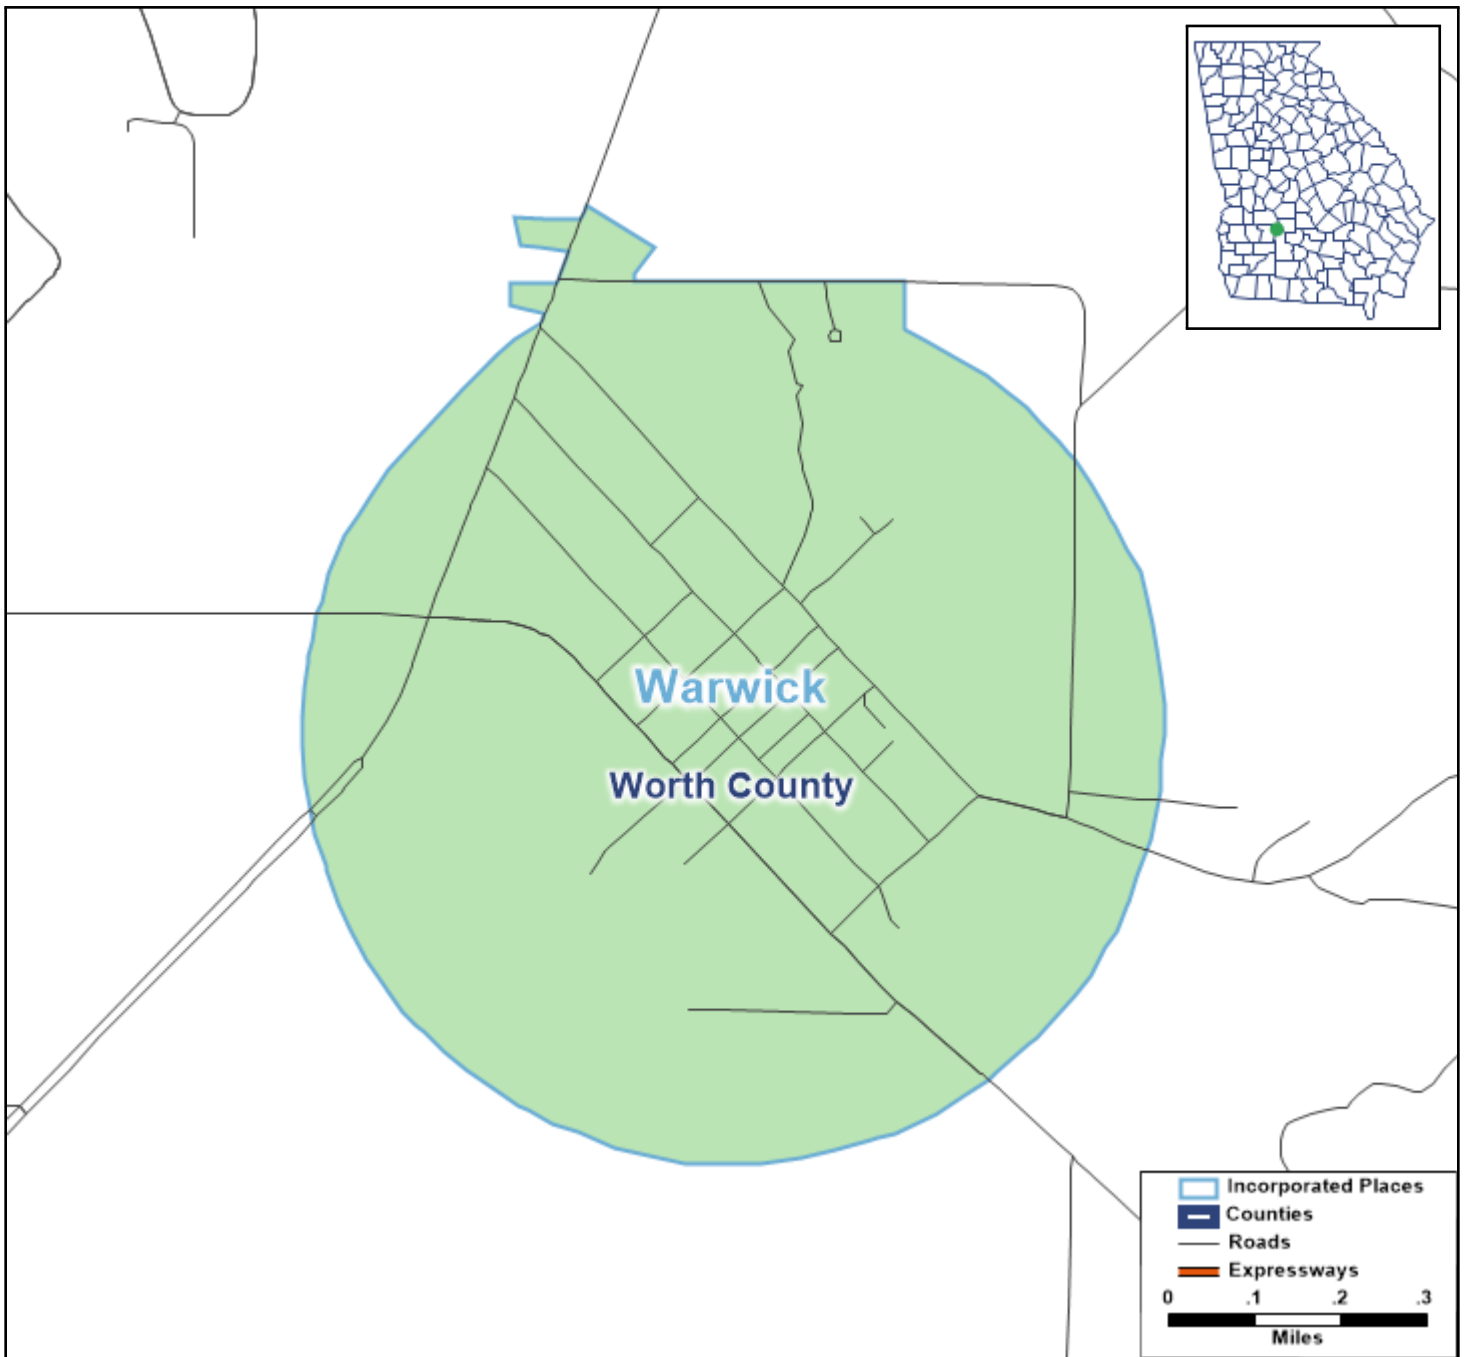 Warwick
Worth County
Incorporated Places
Counties
Roads
Expressways
0 .1 .2 .3
Miles